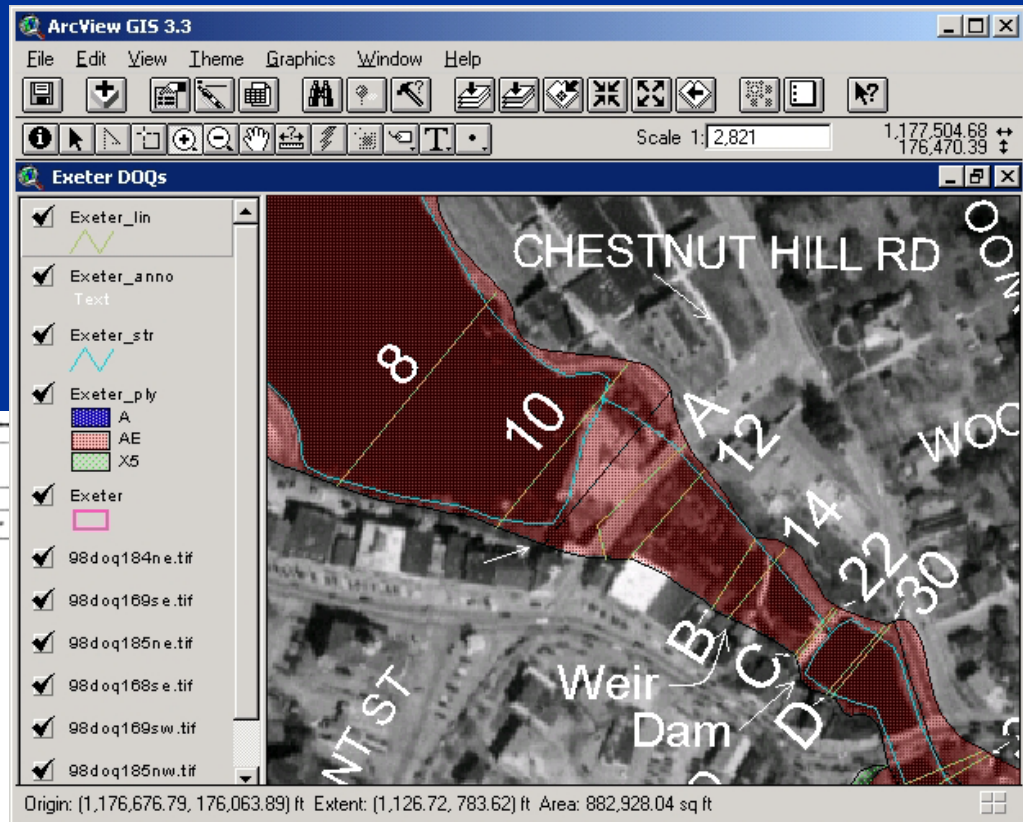 ArcView GIS 3.3
File Edit View Theme Graphics Window Help
Scale 1: 2,821
1,177,504.68
176,470.39
Exeter DOQs
Exeter_lin
Exeter_anno
Text
Exeter_str
Exeter_ply
A
AE
X5
Exeter
98doq184ne.tif
98doq169se.tif
98doq185ne.tif
98doq168se.tif
98doq169sw.tif
98doq185nw.tif
CHESTNUT HILL RD
8
10
A
12
14
22
30
B
C
D
Weir
Dam
NT ST
WOO
Origin: (1,176,676.79, 176,063.89) ft Extent: (1,126.72, 783.62) ft Area: 882,928.04 sq ft